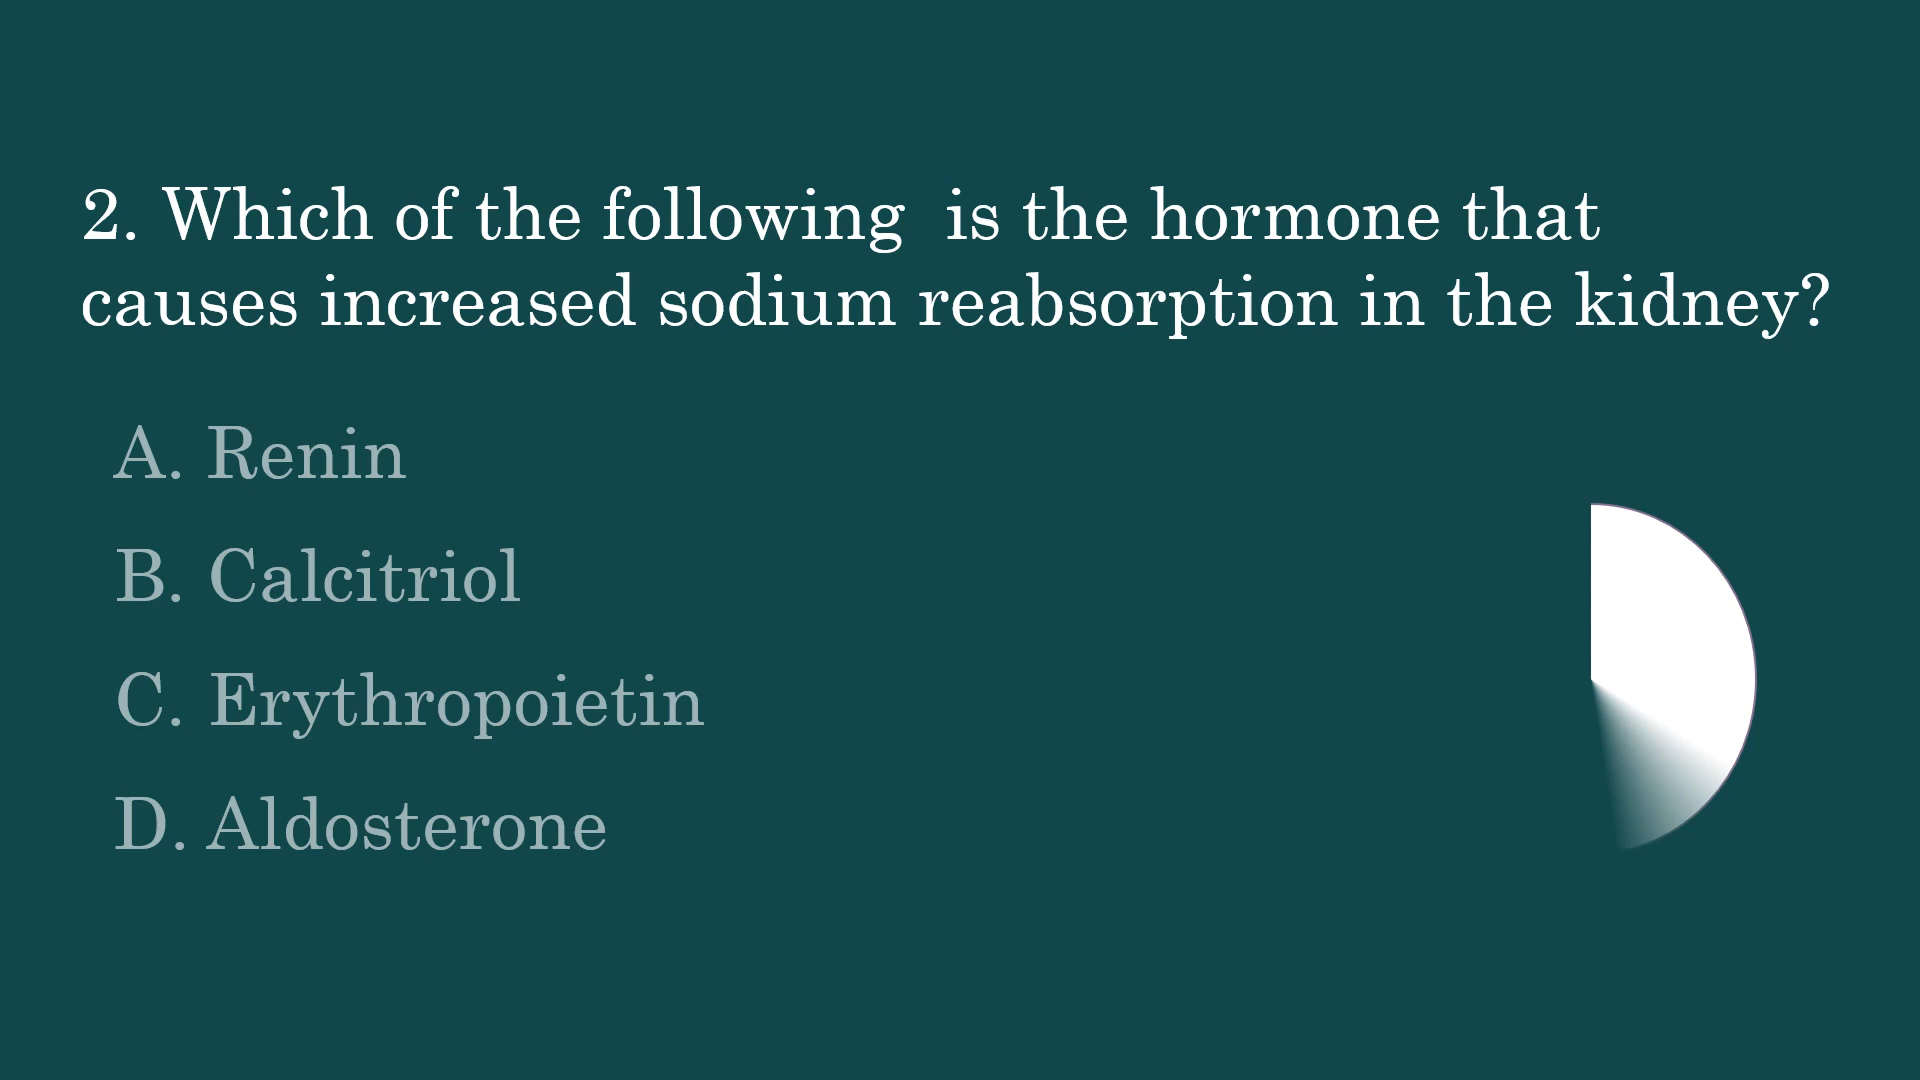 2. Which of the following  is the hormone that
causes increased sodium reabsorption in the kidney?
A. Renin
B. Calcitriol
C. Erythropoietin
D. Aldosterone